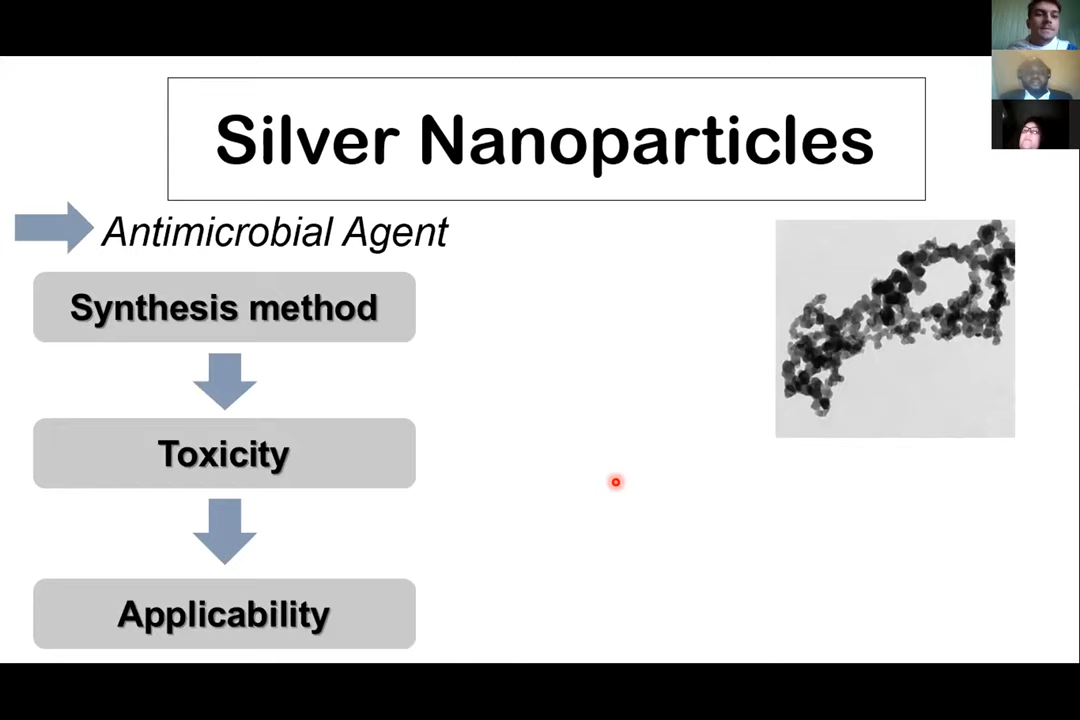 Silver Nanoparticles
Antimicrobial Agent
Synthesis method
Toxicity
Applicability